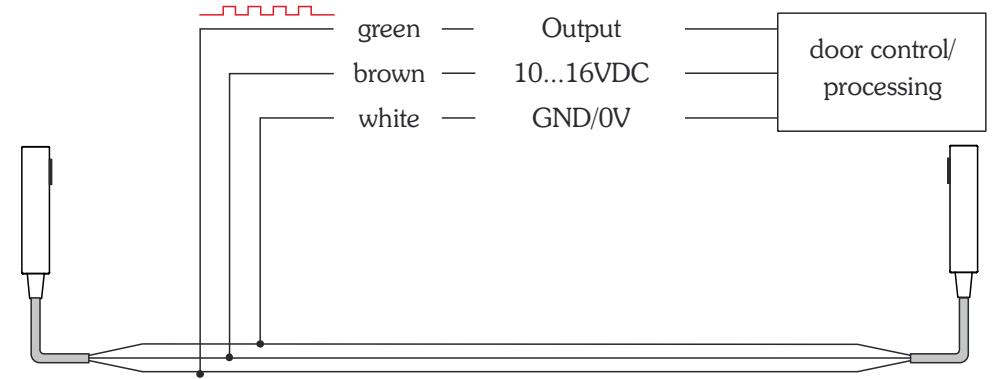 green — Output
brown — 10...16VDC
white — GND/0V
door control/
processing